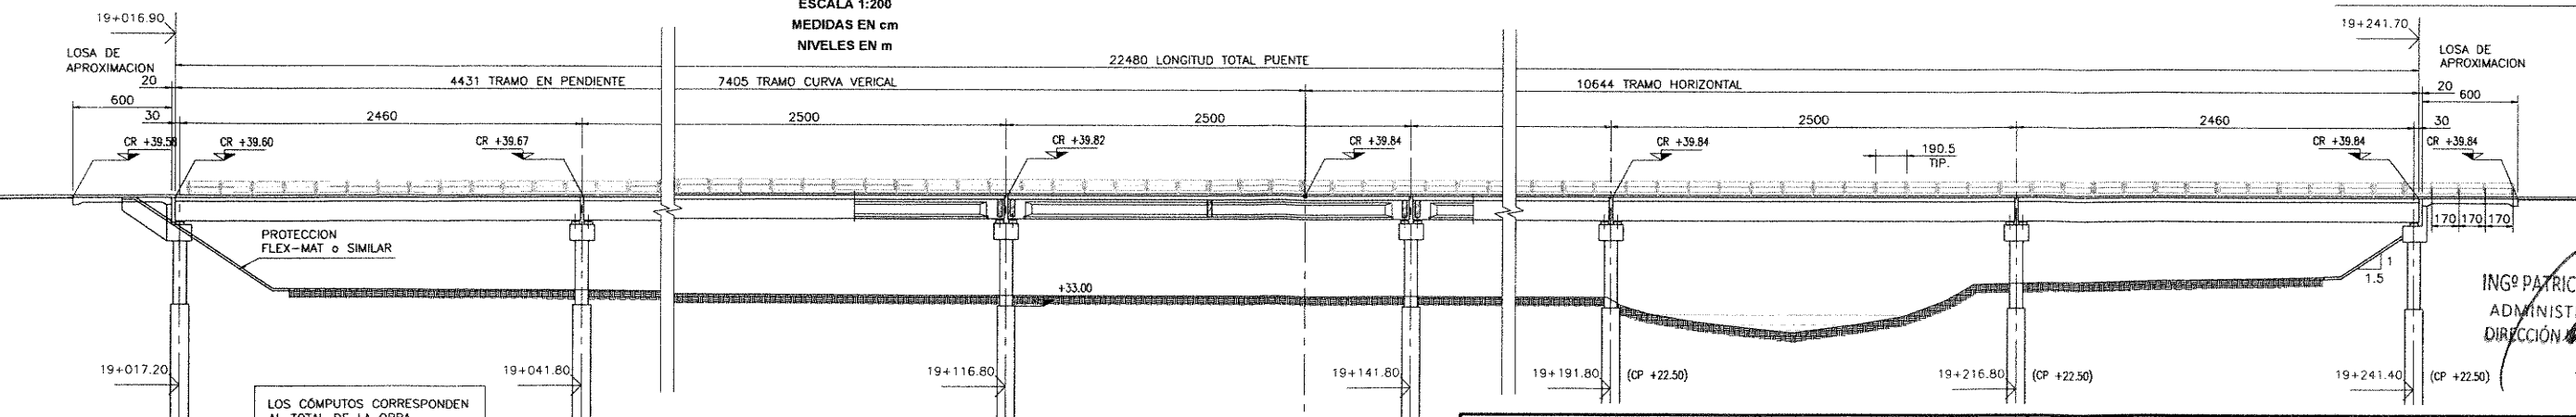 ESCALA 1:200
MEDIDAS EN cm
NIVELES EN m
19+016.90
19+241.70
LOSA DE
APROXIMACION
LOSA DE
APROXIMACION
22480 LONGITUD TOTAL PUENTE
20
4431 TRAMO EN PENDIENTE
7405 TRAMO CURVA VERICAL
10644 TRAMO HORIZONTAL
20
600
600
30
2460
2500
2500
2500
2460
30
CR +39.58
CR +39.60
CR +39.67
CR +39.82
CR +39.84
CR +39.84
190.5
TIP.
CR +39.84
CR +39.84
170
170
170
PROTECCION
FLEX-MAT o SIMILAR
+33.00
1
1.5
INGº PATRIC
ADMINIST
DIRECCIÓN
19+017.20
19+041.80
19+116.80
19+141.80
19+191.80
(CP +22.50)
19+216.80
(CP +22.50)
19+241.40
(CP +22.50)
LOS CÓMPUTOS CORRESPONDEN
AL TOTAL DE LA OBRA